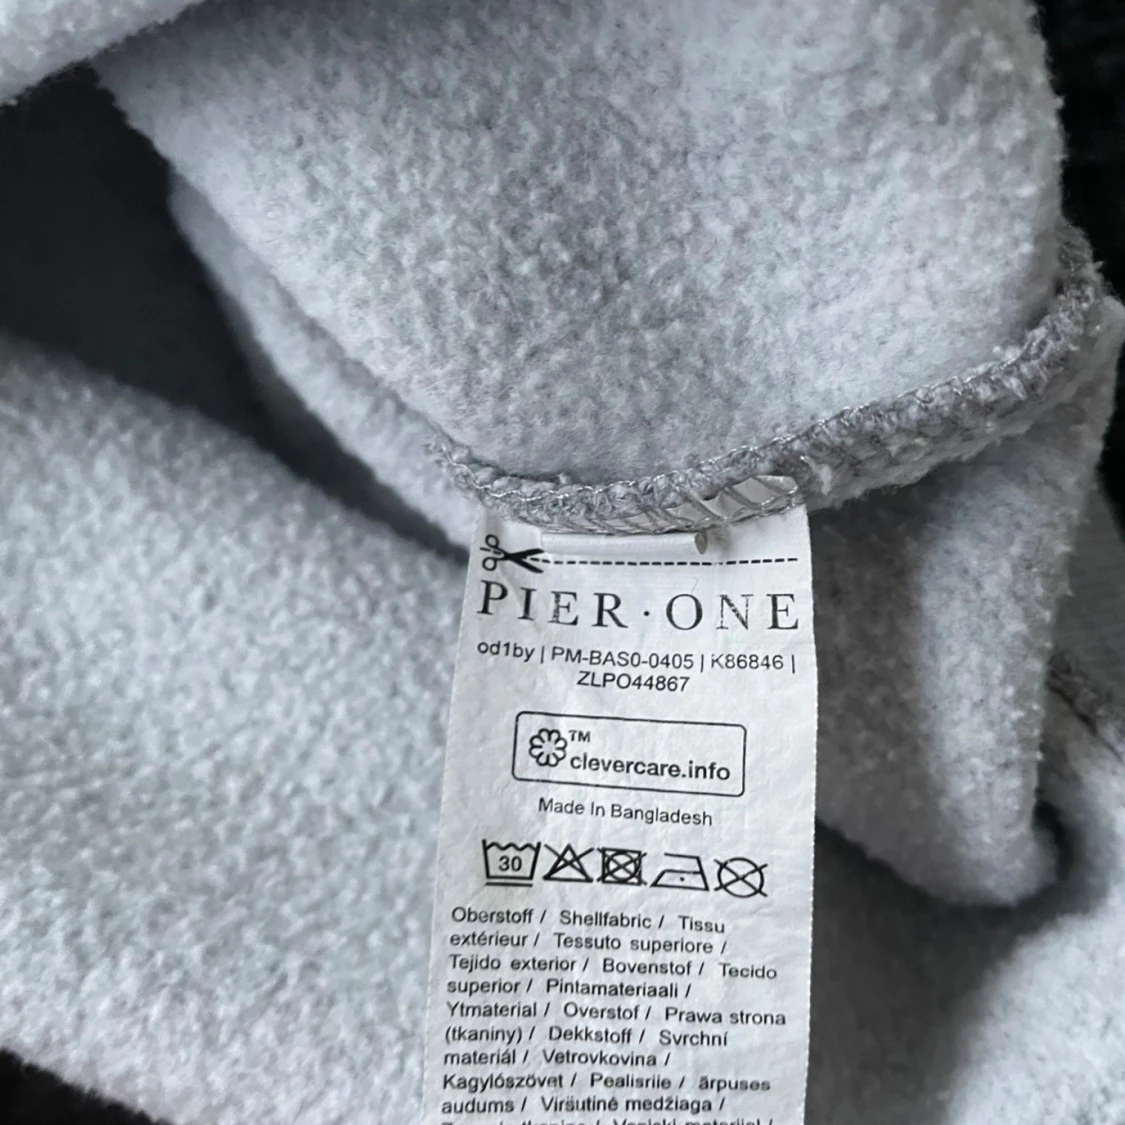 PIER·ONE
od1by | PM-BAS0-0405 | K86846 |
ZLPO44867
TM
clevercare.info
Made In Bangladesh
30
Oberstoff / Shellfabric / Tissu
extérieur / Tessuto superiore /
Tejido exterior / Bovenstof / Tecido
superior / Pintamateriaali /
Ytmaterial / Overstof / Prawa strona
(tkaniny) / Dekkstoff / Svrchní
materiál / Vetrovkovina /
Kagylószövet / Pealisriie / ārpuses
audums / Viršutinė medžiaga /